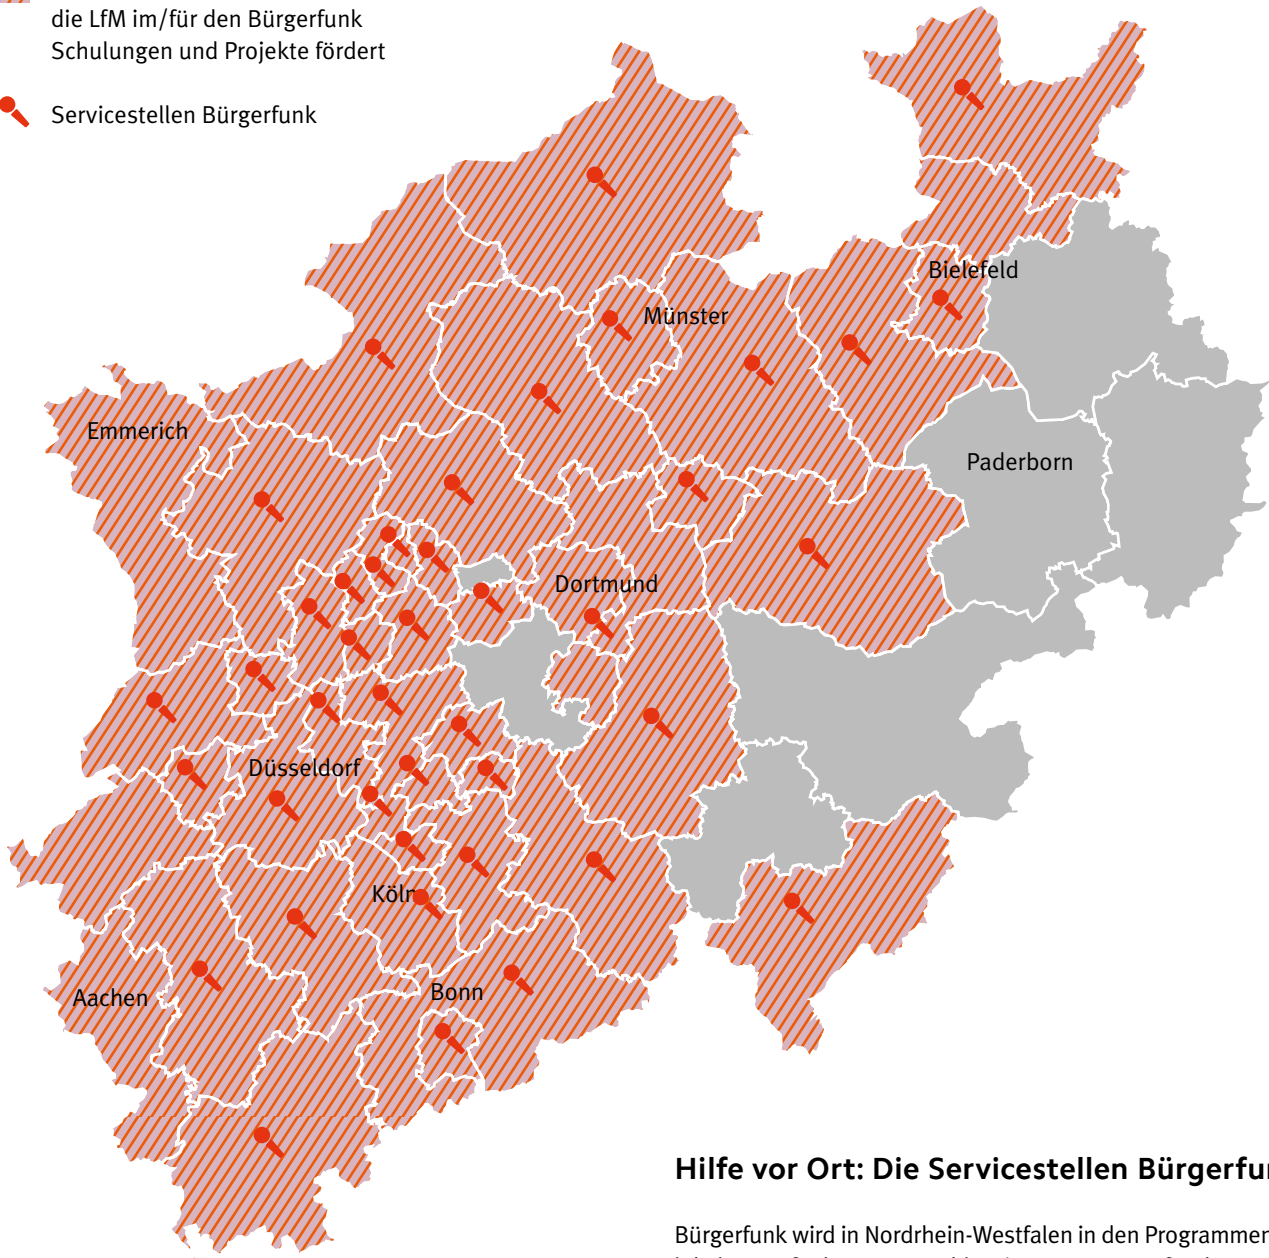 die LfM im/für den Bürgerfunk
Schulungen und Projekte fördert
Servicestellen Bürgerfunk
Bielefeld
Münster
Emmerich
Paderborn
Dortmund
Düsseldorf
Köln
Aachen
Bonn
Hilfe vor Ort: Die Servicestellen
Bürgerfunk wird in Nordrhein-Westfalen in den Programmen